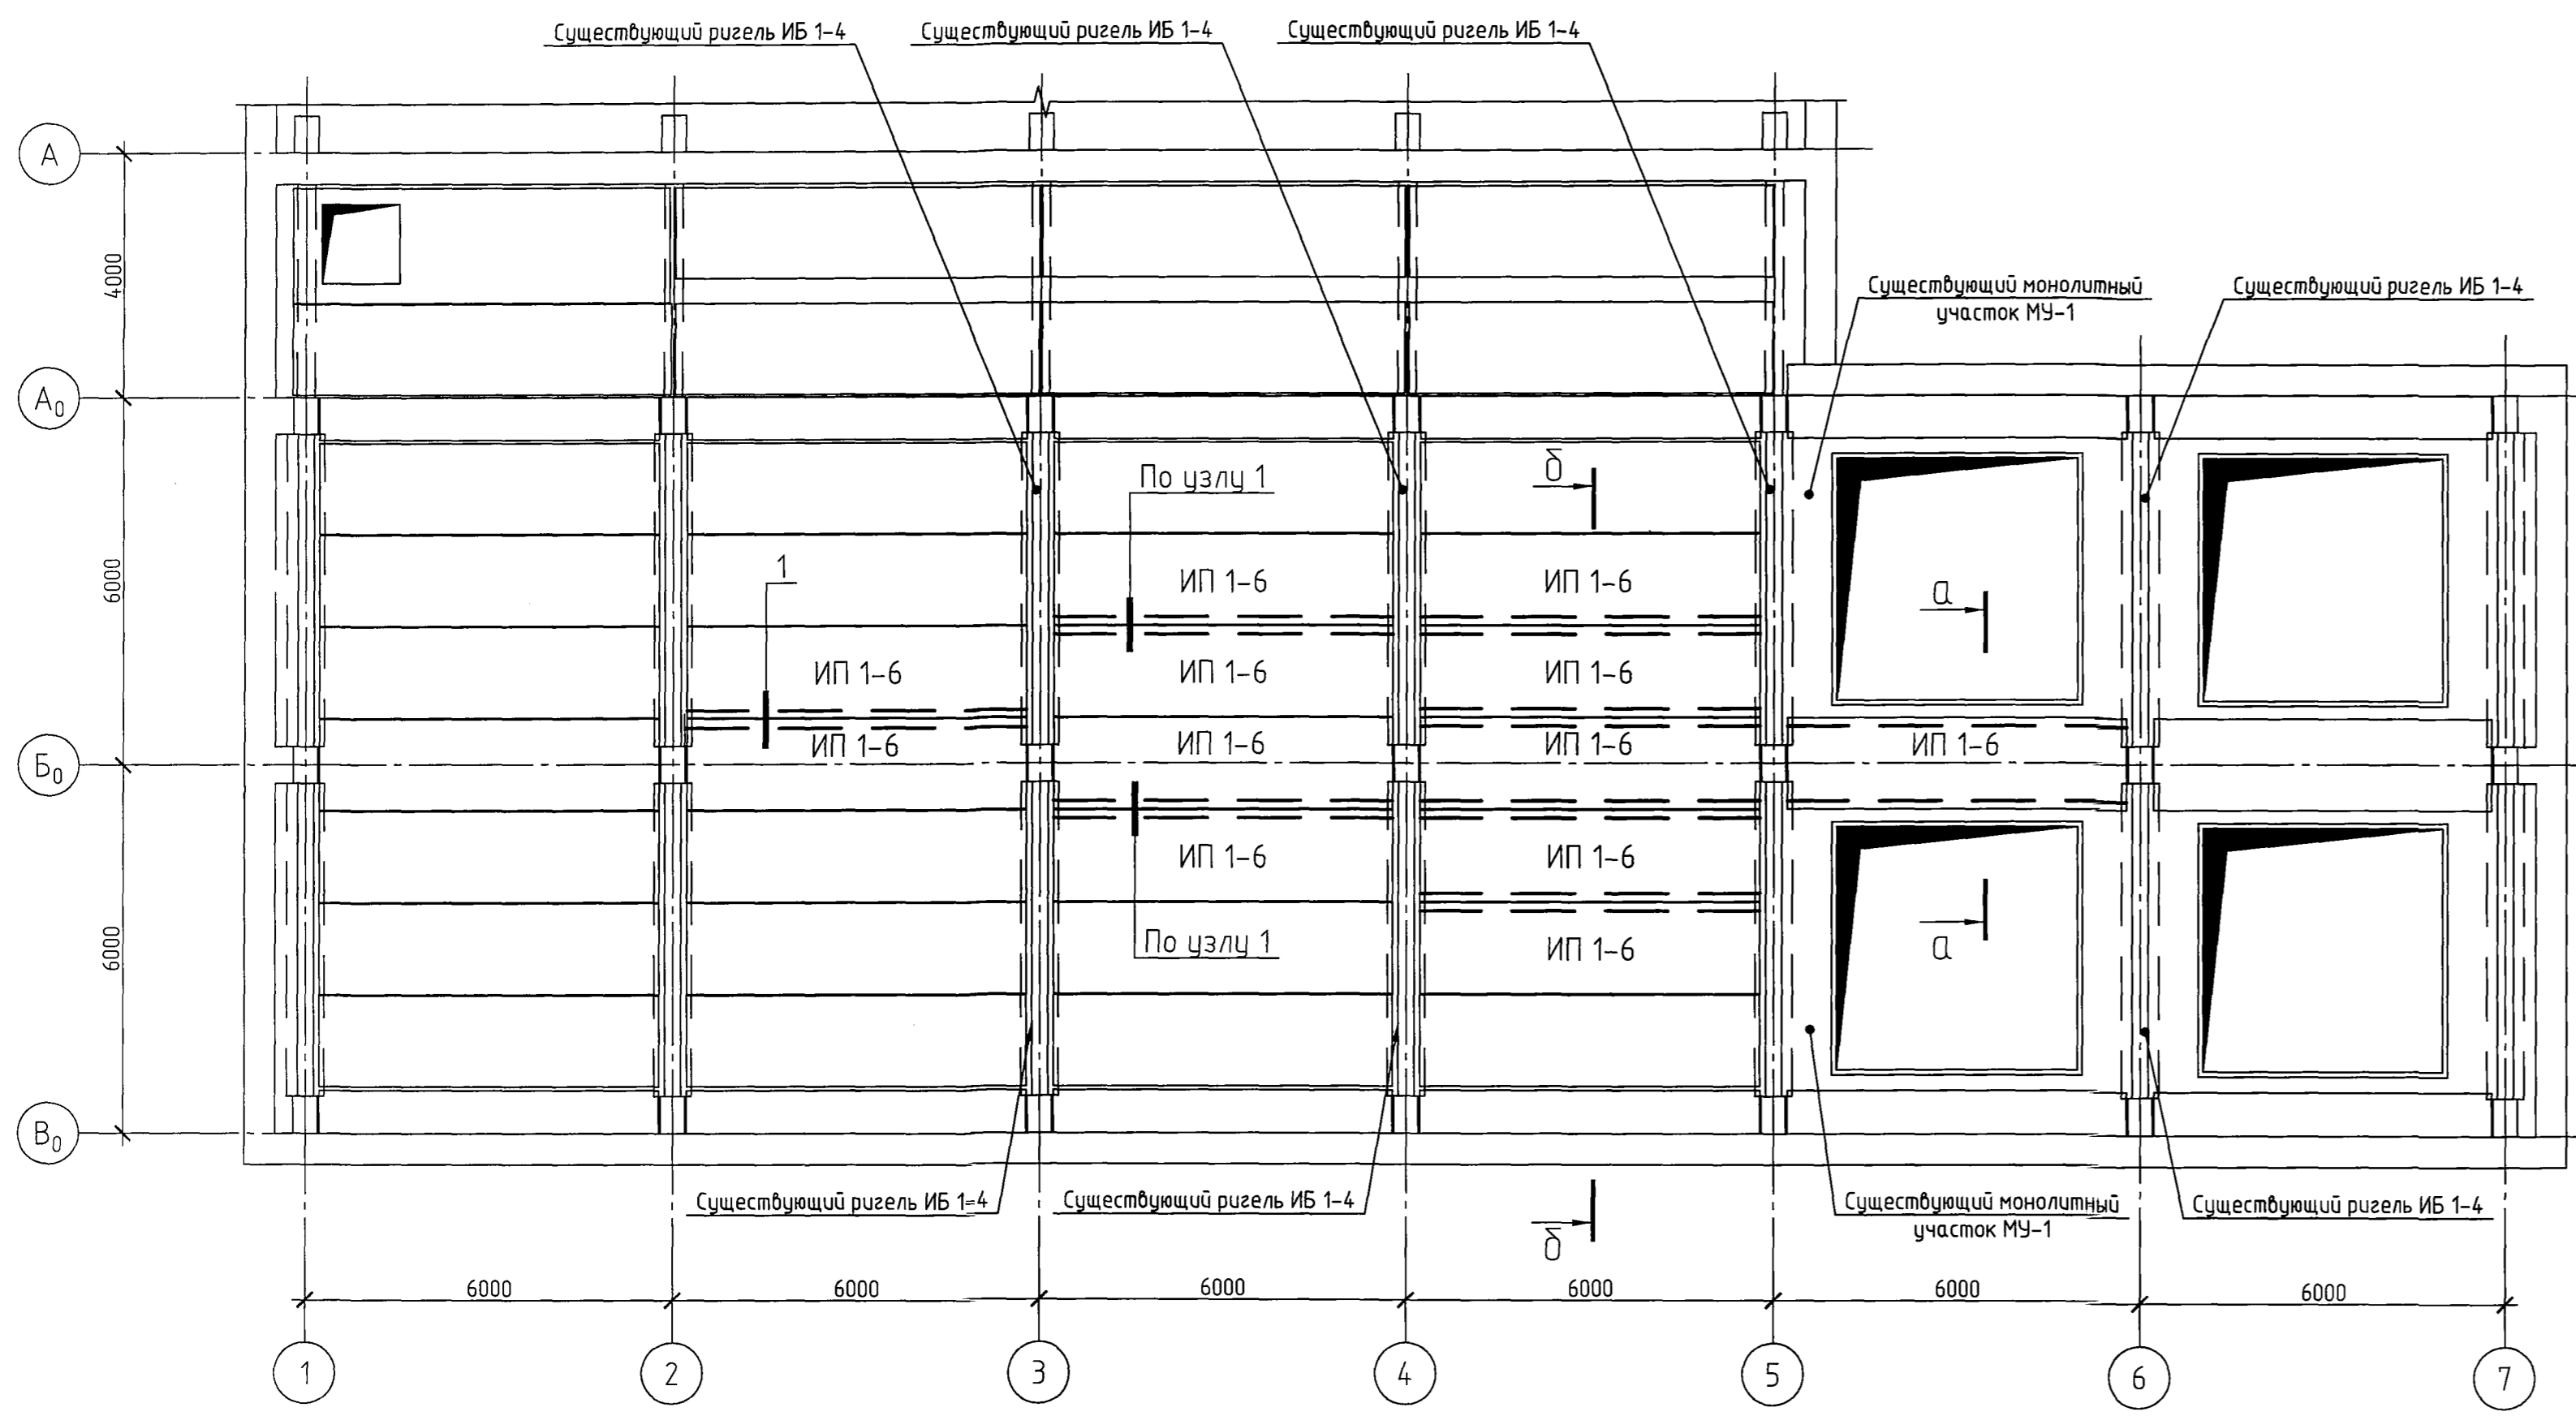 Существующий ригель ИБ 1-4
Существующий ригель ИБ 1-4
Существующий ригель ИБ 1-4
А
4000
Существующий монолитный
участок МУ-1
Существующий ригель ИБ 1-4
А0
По узлу 1
б
6000
1
ИП 1-6
ИП 1-6
а
ИП 1-6
ИП 1-6
ИП 1-6
ИП 1-6
ИП 1-6
ИП 1-6
ИП 1-6
Б0
ИП 1-6
ИП 1-6
6000
По узлу 1
ИП 1-6
а
В0
Существующий ригель ИБ 1-4
Существующий ригель ИБ 1-4
б
Существующий монолитный
участок МУ-1
Существующий ригель ИБ 1-4
6000
6000
6000
6000
6000
6000
1
2
3
4
5
6
7